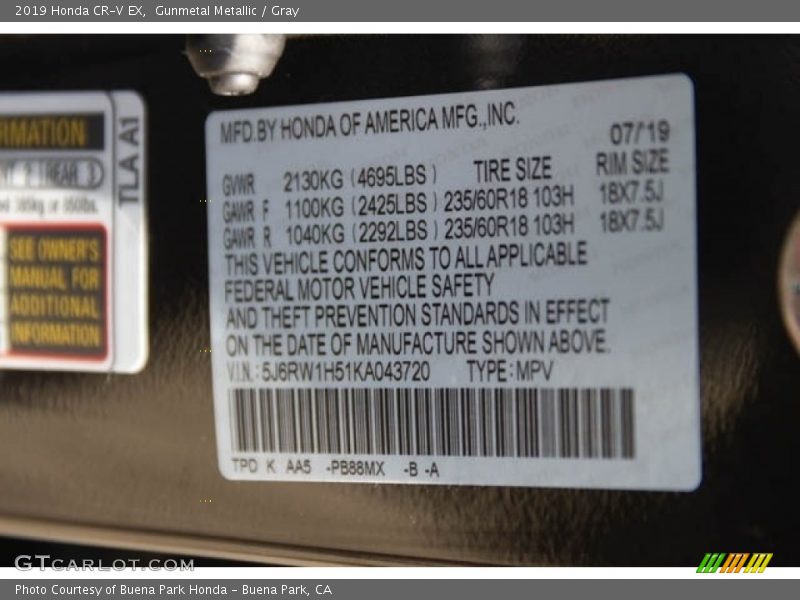 2019 Honda CR-V EX, Gunmetal Metallic / Gray
MFD.BY HONDA OF AMERICA MFG.,INC.
07/19
GVWR 2130KG (4695LBS) TIRE SIZE RIM SIZE
GAWR F 1100KG (2425LBS) 235/60R18 103H 18X7.5J
GAWR R 1040KG (2292LBS) 235/60R18 103H 18X7.5J
THIS VEHICLE CONFORMS TO ALL APPLICABLE
FEDERAL MOTOR VEHICLE SAFETY
AND THEFT PREVENTION STANDARDS IN EFFECT
ON THE DATE OF MANUFACTURE SHOWN ABOVE.
V.I.N.:5J6RW1H51KA043720 TYPE:MPV
TPD K AA5 -PB88MX -B -A
RMATION
REAR
TLA A1
SEE OWNER'S
MANUAL FOR
ADDITIONAL
INFORMATION
GTCARLOT.COM
Photo Courtesy of Buena Park Honda - Buena Park, CA